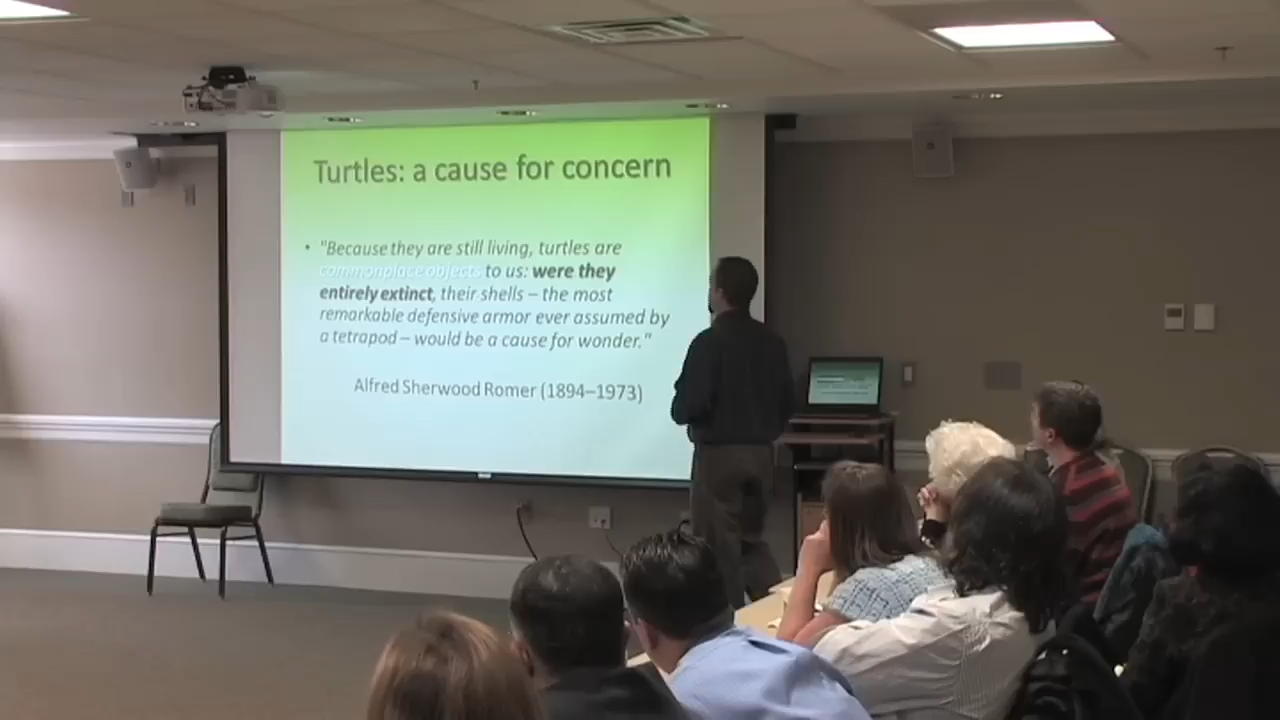 Turtles: a cause for concern
• "Because they are still living, turtles are
commonplace objects to us: were they
entirely extinct, their shells – the most
remarkable defensive armor ever assumed by
a tetrapod – would be a cause for wonder."
Alfred Sherwood Romer (1894–1973)